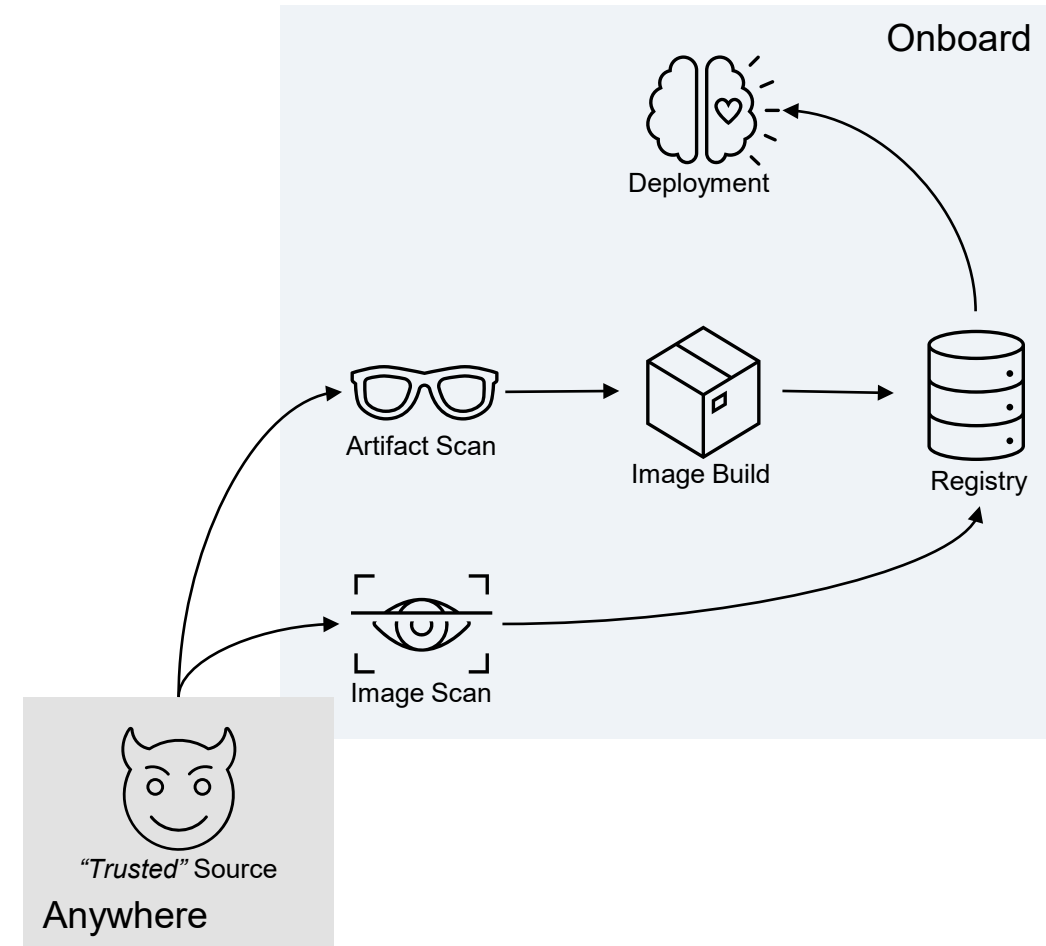 Onboard
Deployment
Artifact Scan
Image Build
Registry
Image Scan
“Trusted” Source
Anywhere